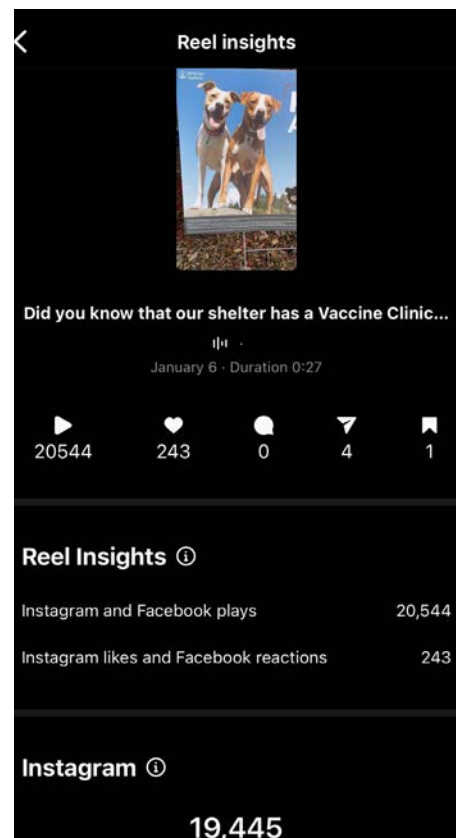 Reel insights
Did you know that our shelter has a Vaccine Clinic...
January 6 · Duration 0:27
20544 243 0 4 1
Reel Insights
Instagram and Facebook plays 20,544
Instagram likes and Facebook reactions 243
Instagram
19,445